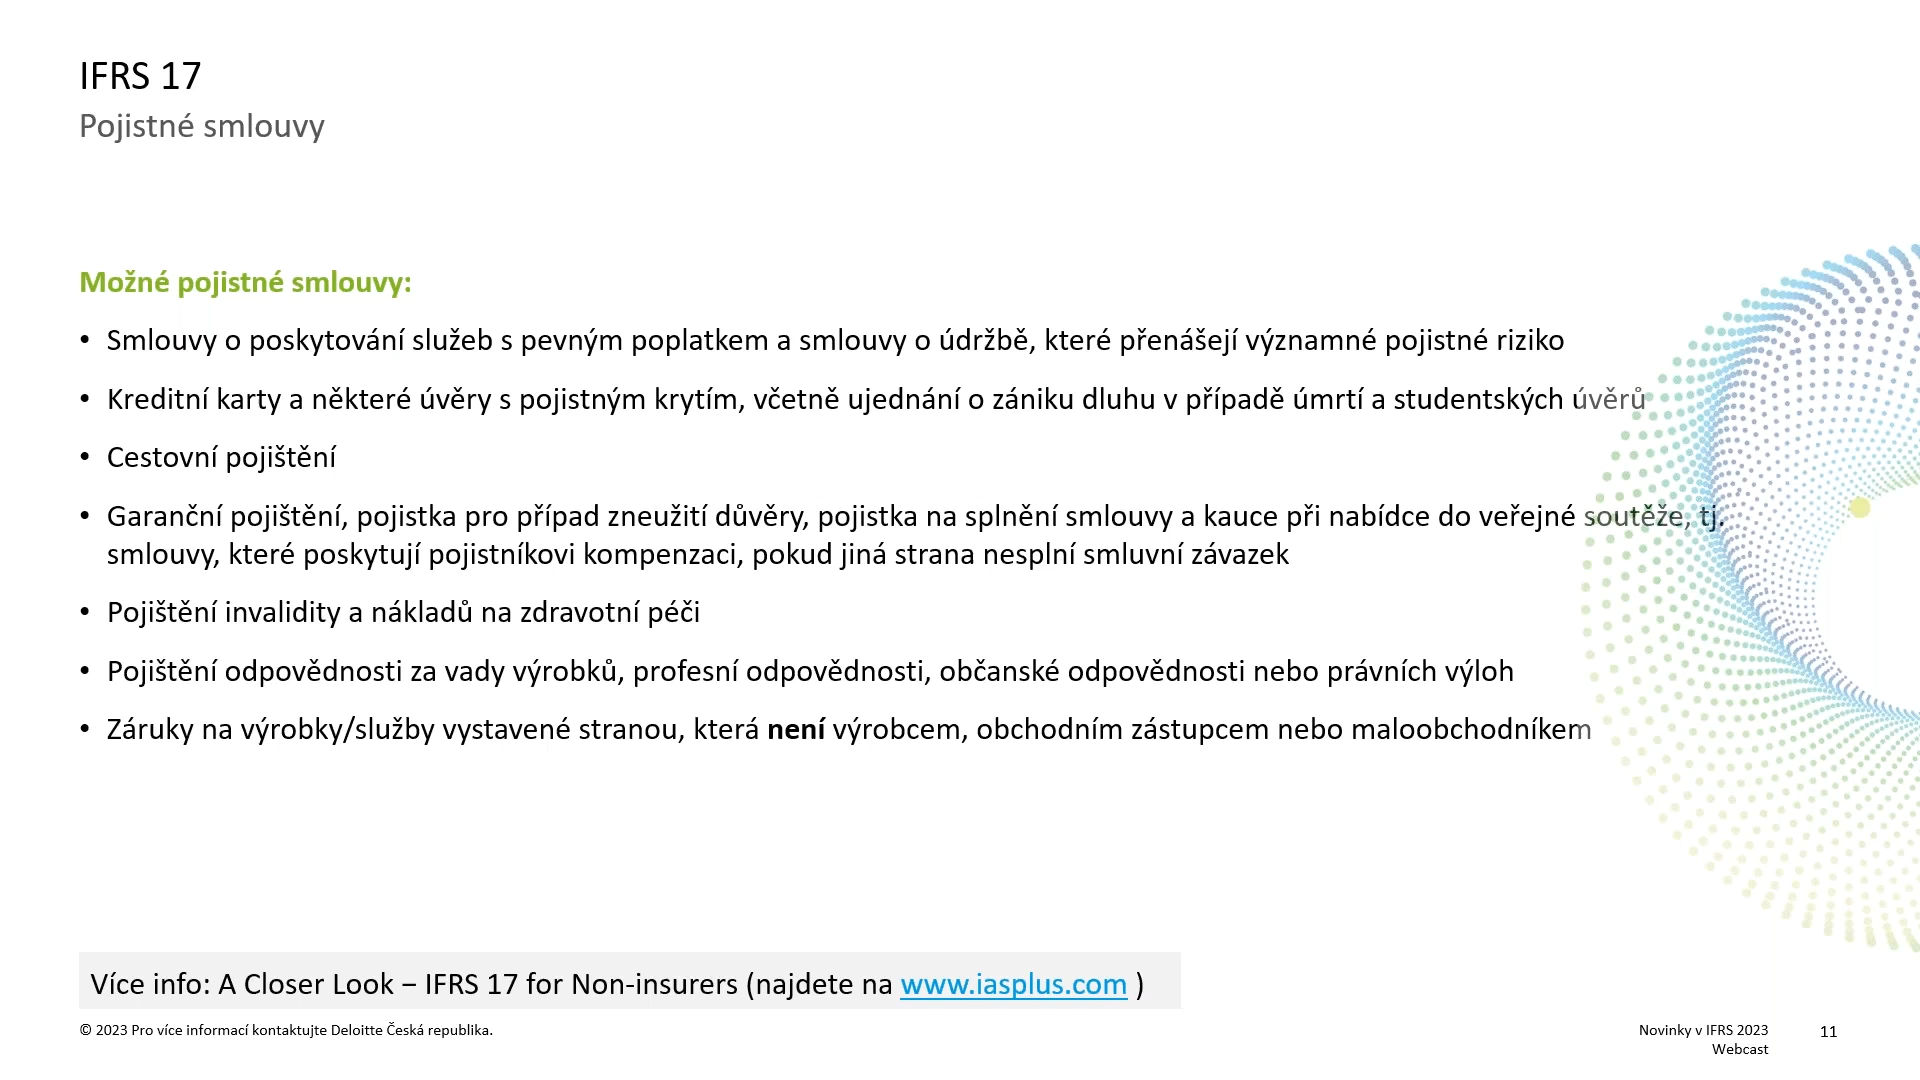 IFRS 17
Pojistné smlouvy
Možné pojistné smlouvy:
• Smlouvy o poskytování služeb s pevným poplatkem a smlouvy o údržbě, které přenášejí významné pojistné riziko
• Kreditní karty a některé úvěry s pojistným krytím, včetně ujednání o zániku dluhu v případě úmrtí a studentských úvěrů
• Cestovní pojištění
• Garanční pojištění, pojistka pro případ zneužití důvěry, pojistka na splnění smlouvy a kauce při nabídce do veřejné soutěže, tj.
smlouvy, které poskytují pojistníkovi kompenzaci, pokud jiná strana nesplní smluvní závazek
• Pojištění invalidity a nákladů na zdravotní péči
• Pojištění odpovědnosti za vady výrobků, profesní odpovědnosti, občanské odpovědnosti nebo právních výloh
• Záruky na výrobky/služby vystavené stranou, která není výrobcem, obchodním zástupcem nebo maloobchodníkem
Více info: A Closer Look – IFRS 17 for Non-insurers (najdete na www.iasplus.com )
© 2023 Pro více informací kontaktujte Deloitte Česká republika.
Novinky v IFRS 2023
Webcast
11